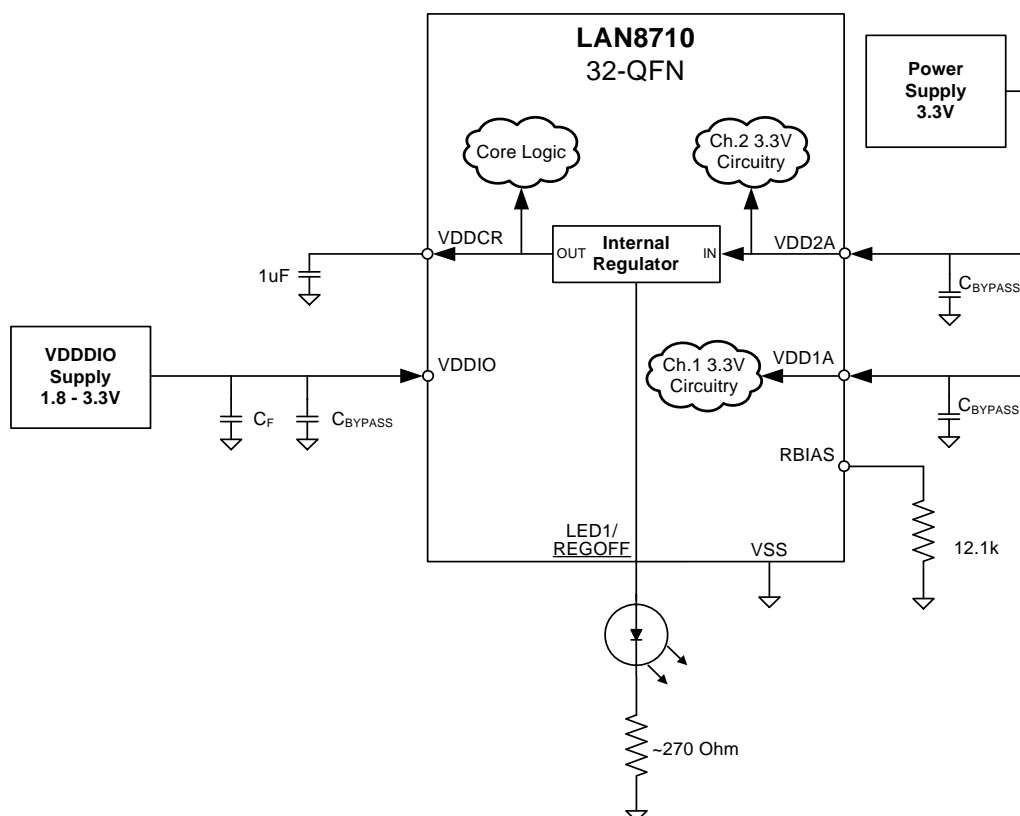 LAN8710
32-QFN
Power
Supply
3.3V
Core Logic
Ch.2 3.3V
Circuitry
VDDCR
OUT
Internal
Regulator
IN
VDD2A
1uF
CBYPASS
VDDDIO
Supply
1.8 - 3.3V
VDDIO
CF
CBYPASS
Ch.1 3.3V
Circuitry
VDD1A
CBYPASS
RBIAS
12.1k
LED1/
REGOFF
VSS
~270 Ohm